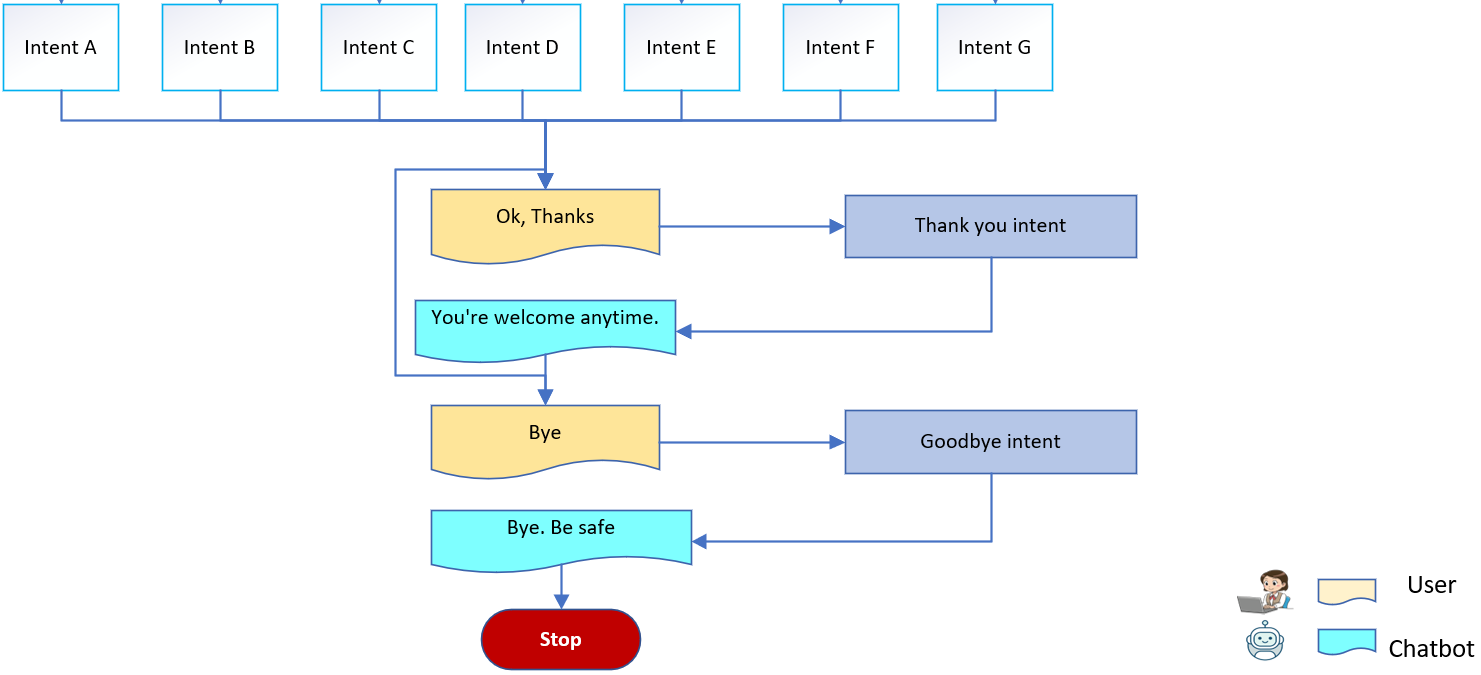 Intent A
Intent B
Intent C
Intent D
Intent E
Intent F
Intent G
Ok, Thanks
Thank you intent
You're welcome anytime.
Bye
Goodbye intent
Bye. Be safe
Stop
User
Chatbot